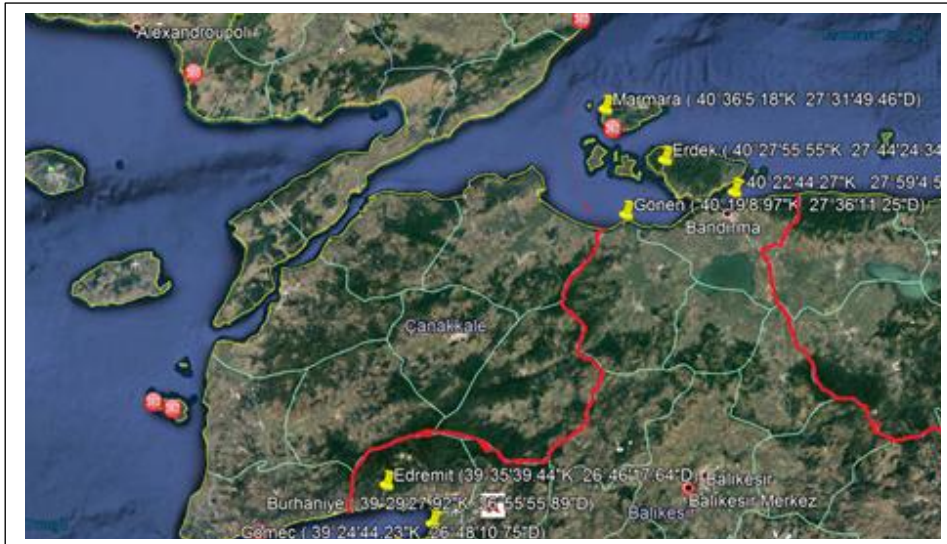 Alexandroupoli
Marmara ( 40°36'5.18"K 27°31'49.46"D)
Erdek ( 40°27'55.55"K 27°44'24.34
40°22'44.27"K 27°59'4.5
Gönen ( 40°19'8.97"K 27°36'11.25"D)
Bandırma
Çanakkale
Edremit (39°35'39.44"K 26°46'17.64"D)
Balıkesir
Burhaniye ( 39°29'27.92"K 26°55'55.89"D)
Balıkesir Merkez
Balıkesir
Gömeç ( 39°24'44.23"K 26°48'10.75"D)